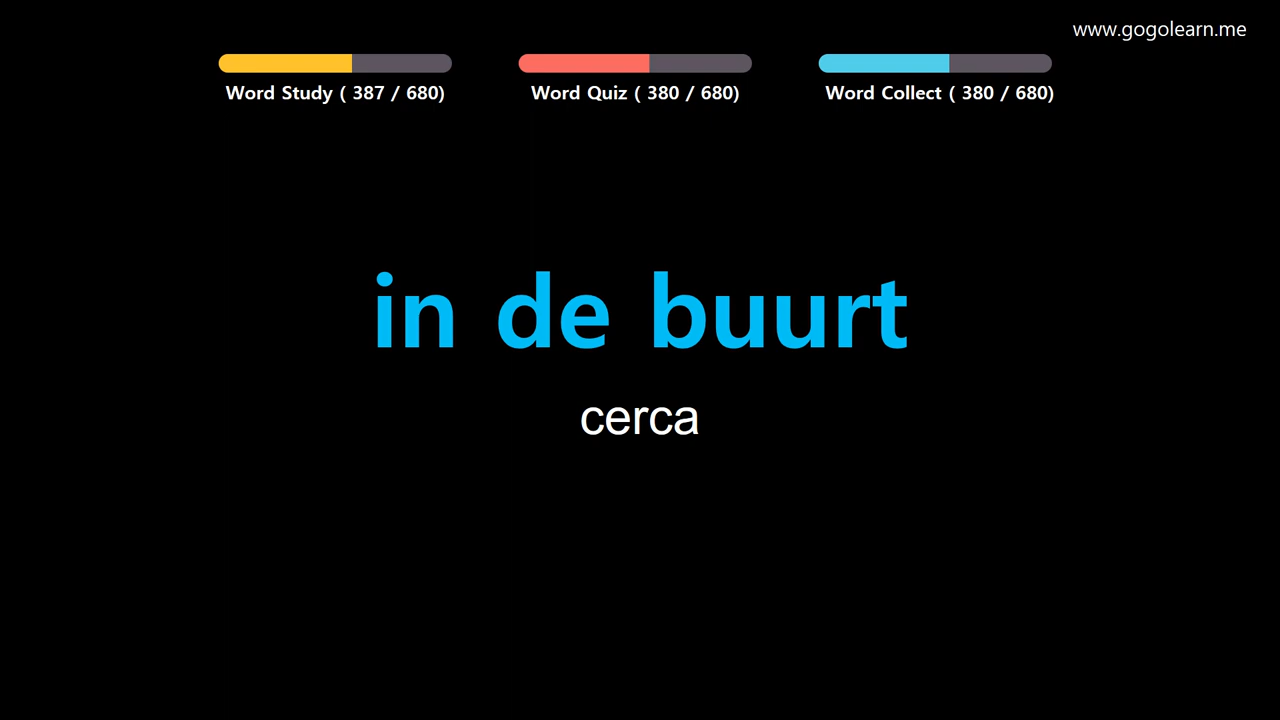 www.gogolearn.me
Word Study ( 387 / 680)
Word Quiz ( 380 / 680)
Word Collect ( 380 / 680)
in de buurt
cerca